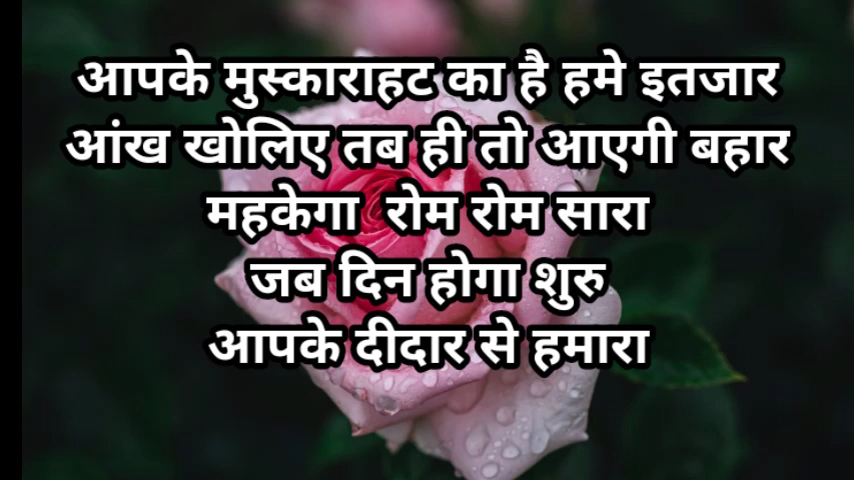 आपके मुस्काराहट का है हमे इतजार
आंख खोलिए तब ही तो आएगी बहार
महकेगा रोम रोम सारा
जब दिन होगा शुरु
आपके दीदार से हमारा